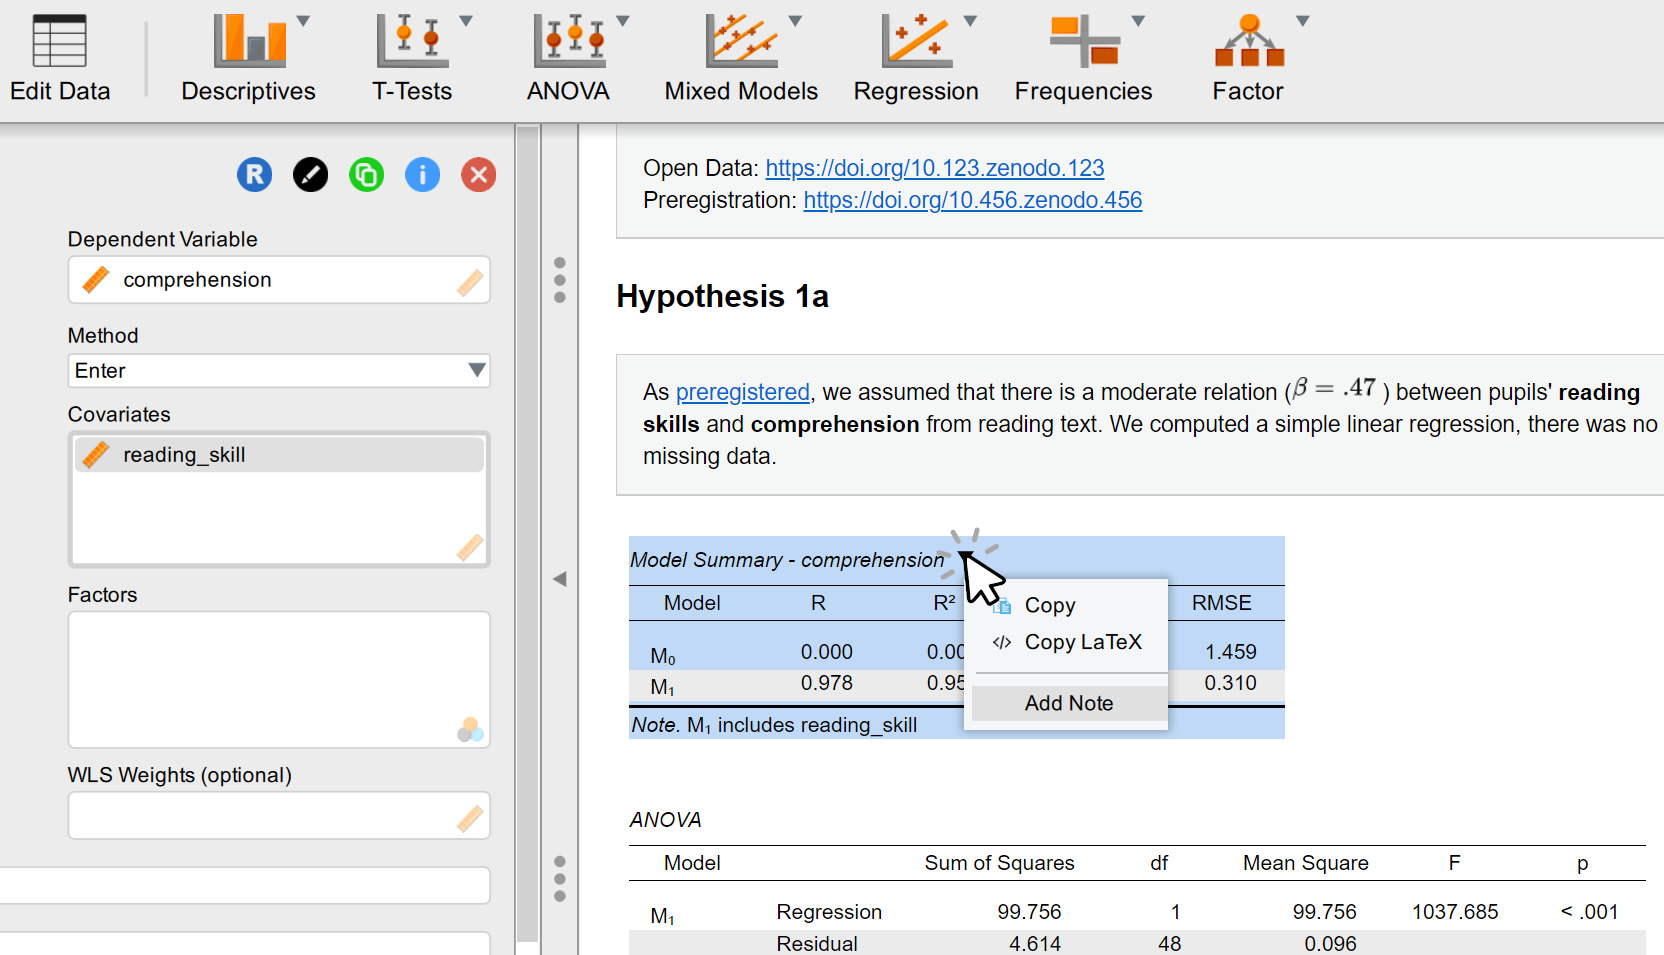 Edit Data
Descriptives
T-Tests
ANOVA
Mixed Models
Regression
Frequencies
Factor
R
i
Dependent Variable
comprehension
Method
Enter
Covariates
reading_skill
Factors
WLS Weights (optional)
Open Data: https://doi.org/10.123.zenodo.123
Preregistration: https://doi.org/10.456.zenodo.456
Hypothesis 1a
As preregistered, we assumed that there is a moderate relation (β = .47 ) between pupils' reading
skills and comprehension from reading text. We computed a simple linear regression, there was no
missing data.
Model Summary - comprehension
Model R R² RMSE
M₀ 0.000 0.00 1.459
M₁ 0.978 0.95 0.310
Note. M₁ includes reading_skill
Copy
</> Copy LaTeX
Add Note
ANOVA
Model Sum of Squares df Mean Square F p
M₁ Regression 99.756 1 99.756 1037.685 < .001
Residual 4.614 48 0.096